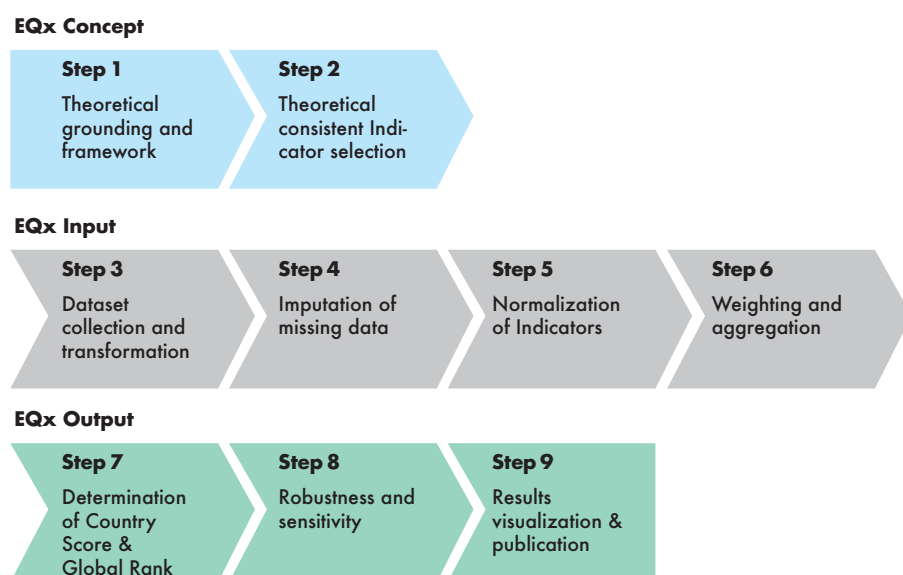 EQx Concept
Step 1
Theoretical
grounding and
framework
Step 2
Theoretical
consistent Indi-
cator selection
EQx Input
Step 3
Dataset
collection and
transformation
Step 4
Imputation of
missing data
Step 5
Normalization
of Indicators
Step 6
Weighting and
aggregation
EQx Output
Step 7
Determination
of Country
Score &
Global Rank
Step 8
Robustness and
sensitivity
Step 9
Results
visualization &
publication